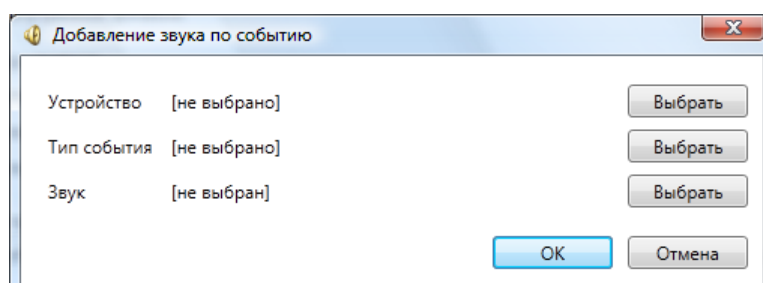 Добавление звука по событию
Устройство [не выбрано] Выбрать
Тип события [не выбрано] Выбрать
Звук [не выбран] Выбрать
OK Отмена